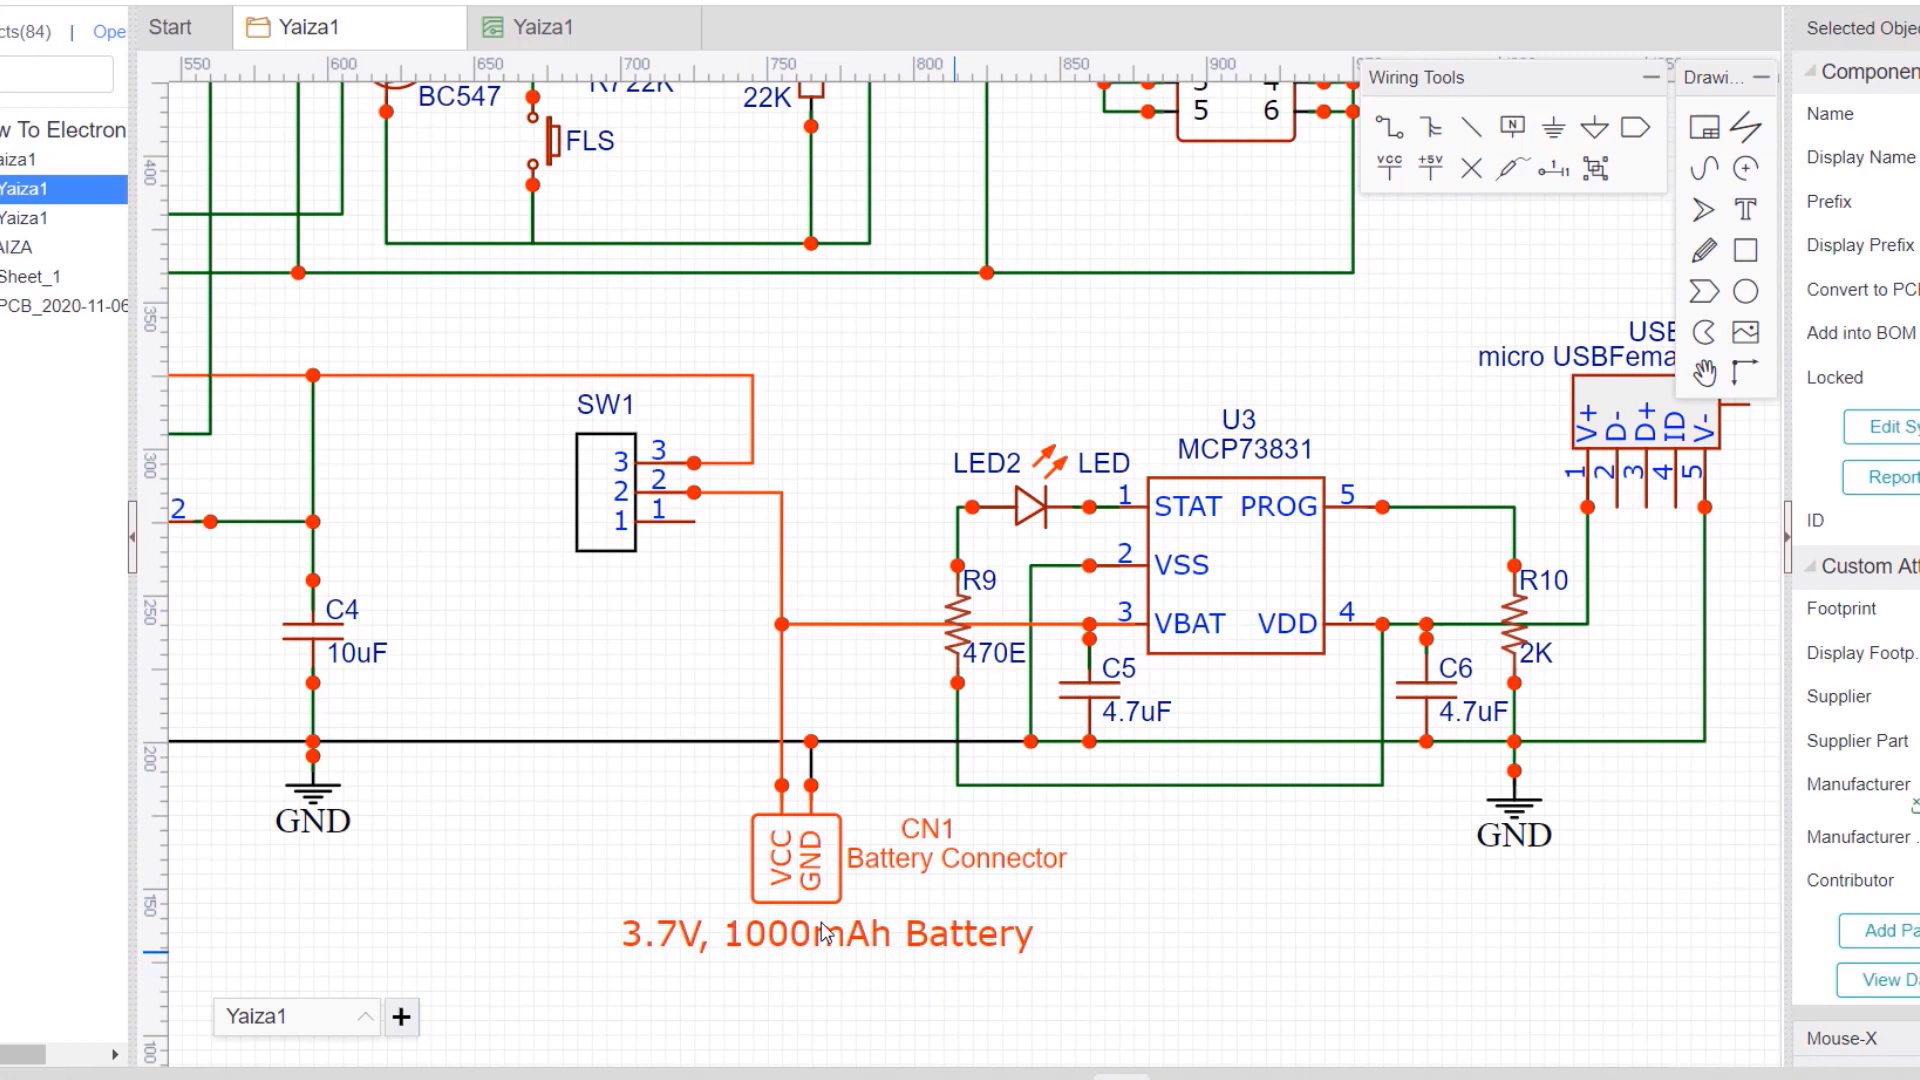 cts(84) | Ope
w To Electron
aiza1
Yaiza1
Yaiza1
AIZA
Sheet_1
PCB_2020-11-06
Start
Yaiza1
Yaiza1
550
600
650
700
750
800
850
900
400
350
300
250
200
150
100
BC547
R722K
22K
FLS
5 6
Wiring Tools
Drawi...
N
VCC
+5V
T
USB
micro USBFema
V+
D-
D+
ID
V-
1
2
3
4
5
SW1
3 3
2 2
1 1
2
C4
10uF
GND
U3
MCP73831
LED2 LED
1 STAT PROG 5
2 VSS
3 VBAT VDD 4
R9
470E
C5
4.7uF
C6
4.7uF
R10
2K
GND
VCC
GND
CN1
Battery Connector
3.7V, 1000mAh Battery
Yaiza1
+
Selected Objec
Componen
Name
Display Name
Prefix
Display Prefix
Convert to PC
Add into BOM
Locked
Edit Sy
Report
ID
Custom Att
Footprint
Display Footp..
Supplier
Supplier Part
Manufacturer
Manufacturer ..
Contributor
Add Pa
View Da
Mouse-X